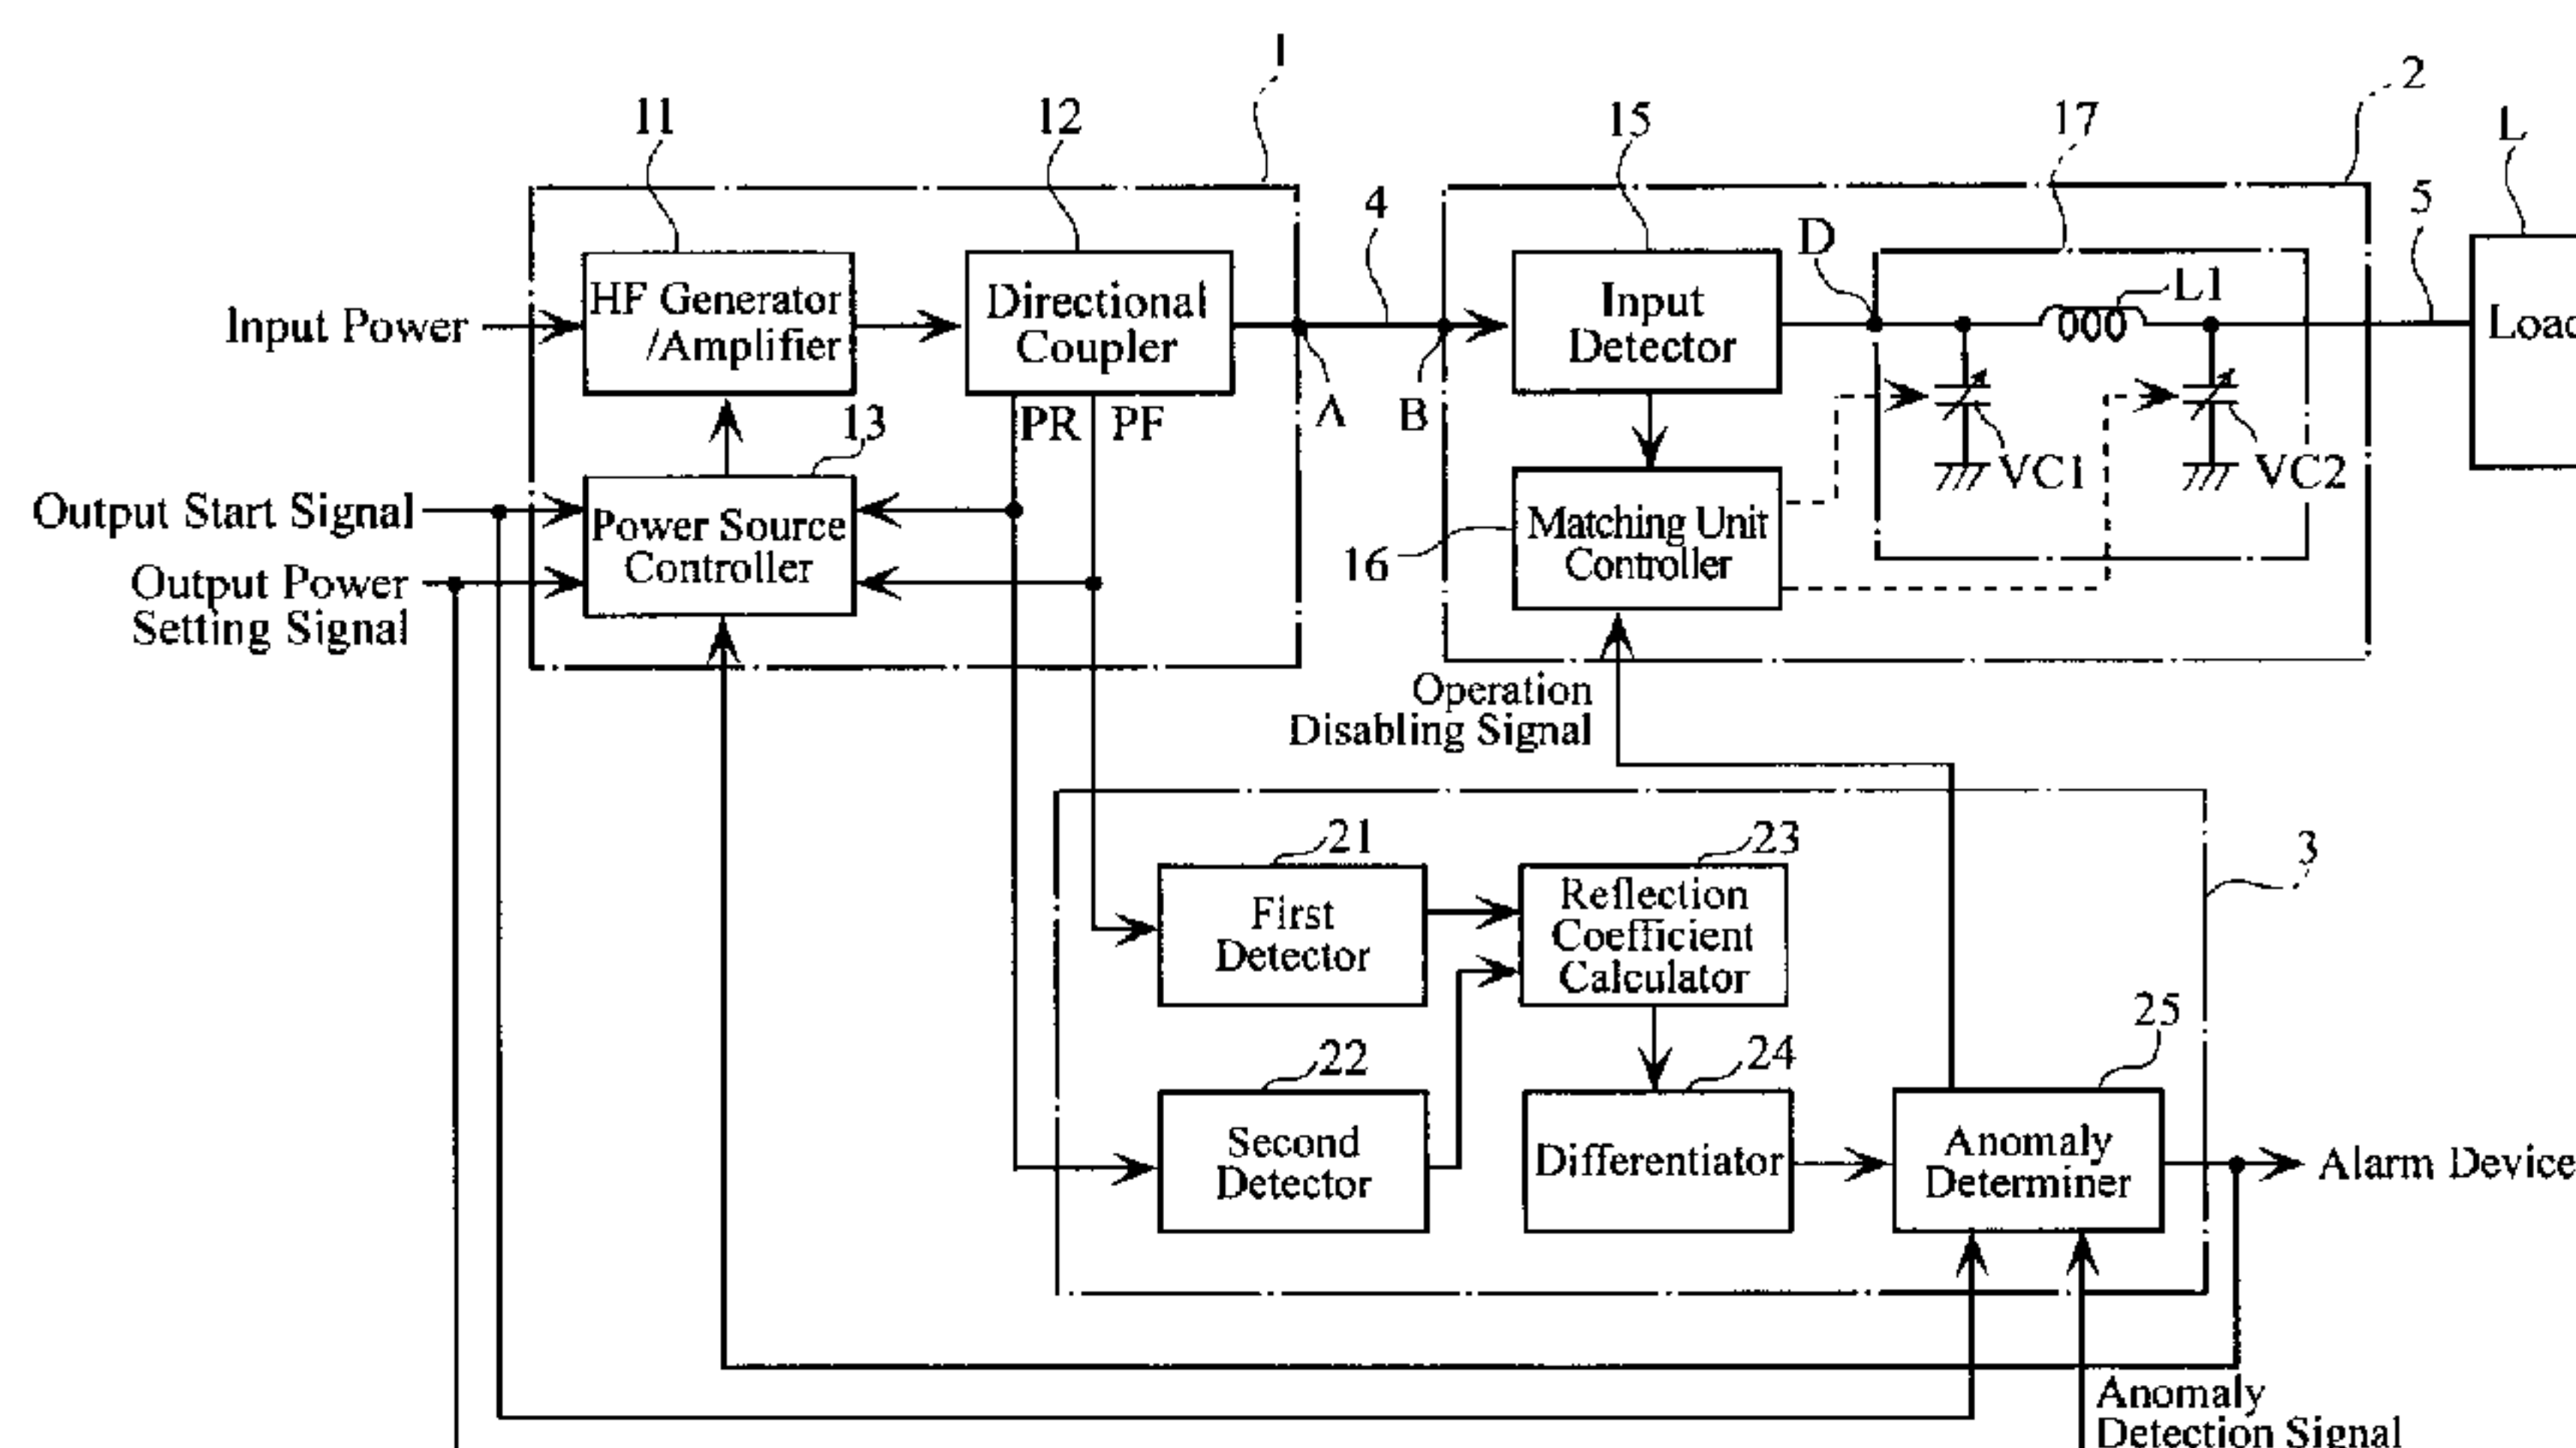 1
2
11
12
15
17
L
4
5
D
HF Generator
/Amplifier
Directional
Coupler
Input
Detector
L1
Input Power
A
B
PR
PF
VC1
VC2
13
Output Start Signal
Power Source
Controller
16
Matching Unit
Controller
Output Power
Setting Signal
Operation
Disabling Signal
21
23
3
First
Detector
Reflection
Coefficient
Calculator
22
24
25
Second
Detector
Differentiator
Anomaly
Determiner
Alarm Device
Anomaly
Detection Signal